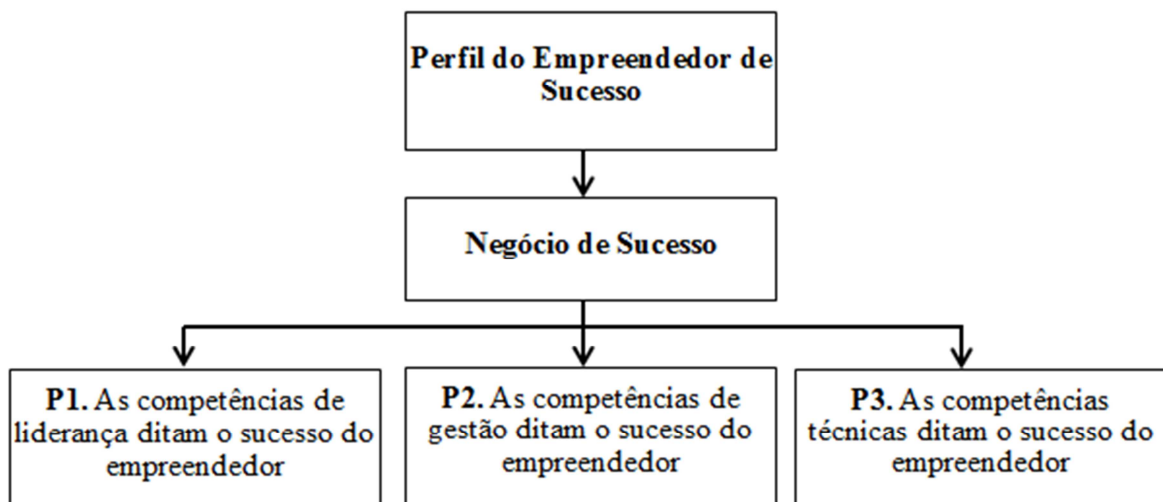 Perfil do Empreendedor de
Sucesso
Negócio de Sucesso
P1. As competências de
liderança ditam o sucesso do
empreendedor
P2. As competências de
gestão ditam o sucesso do
empreendedor
P3. As competências
técnicas ditam o sucesso do
empreendedor